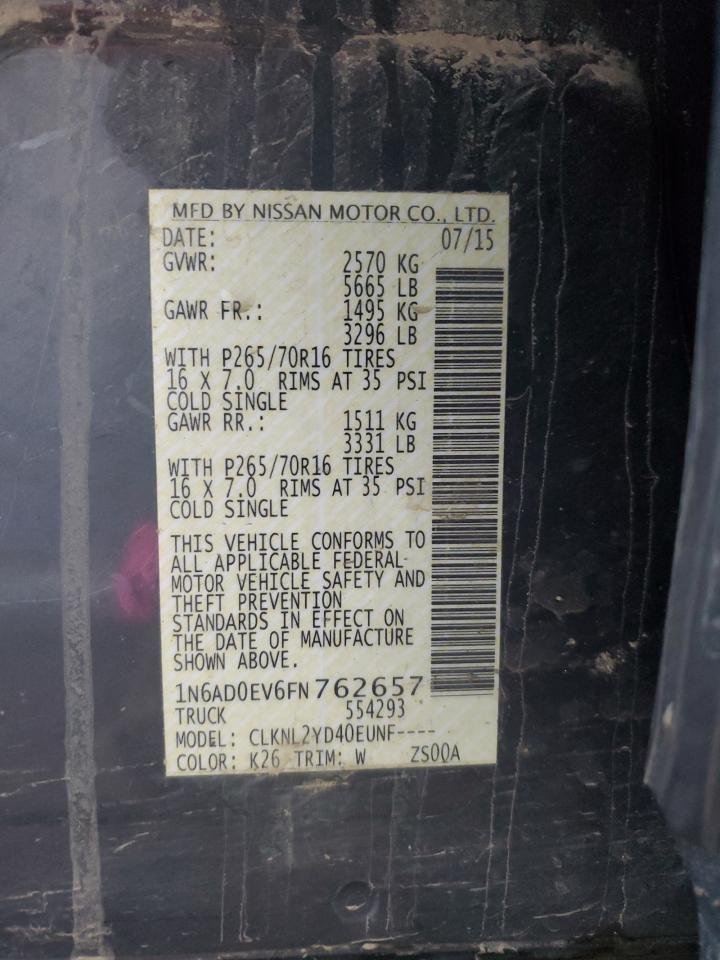 MFD BY NISSAN MOTOR CO., LTD.
DATE: 07/15
GVWR: 2570 KG
5665 LB
GAWR FR.: 1495 KG
3296 LB
WITH P265/70R16 TIRES
16 X 7.0 RIMS AT 35 PSI
COLD SINGLE
GAWR RR.: 1511 KG
3331 LB
WITH P265/70R16 TIRES
16 X 7.0 RIMS AT 35 PSI
COLD SINGLE
THIS VEHICLE CONFORMS TO
ALL APPLICABLE FEDERAL
MOTOR VEHICLE SAFETY AND
THEFT PREVENTION
STANDARDS IN EFFECT ON
THE DATE OF MANUFACTURE
SHOWN ABOVE.
1N6AD0EV6FN762657
TRUCK 554293
MODEL: CLKNL2YD40EUNF----
COLOR: K26 TRIM: W ZS00A